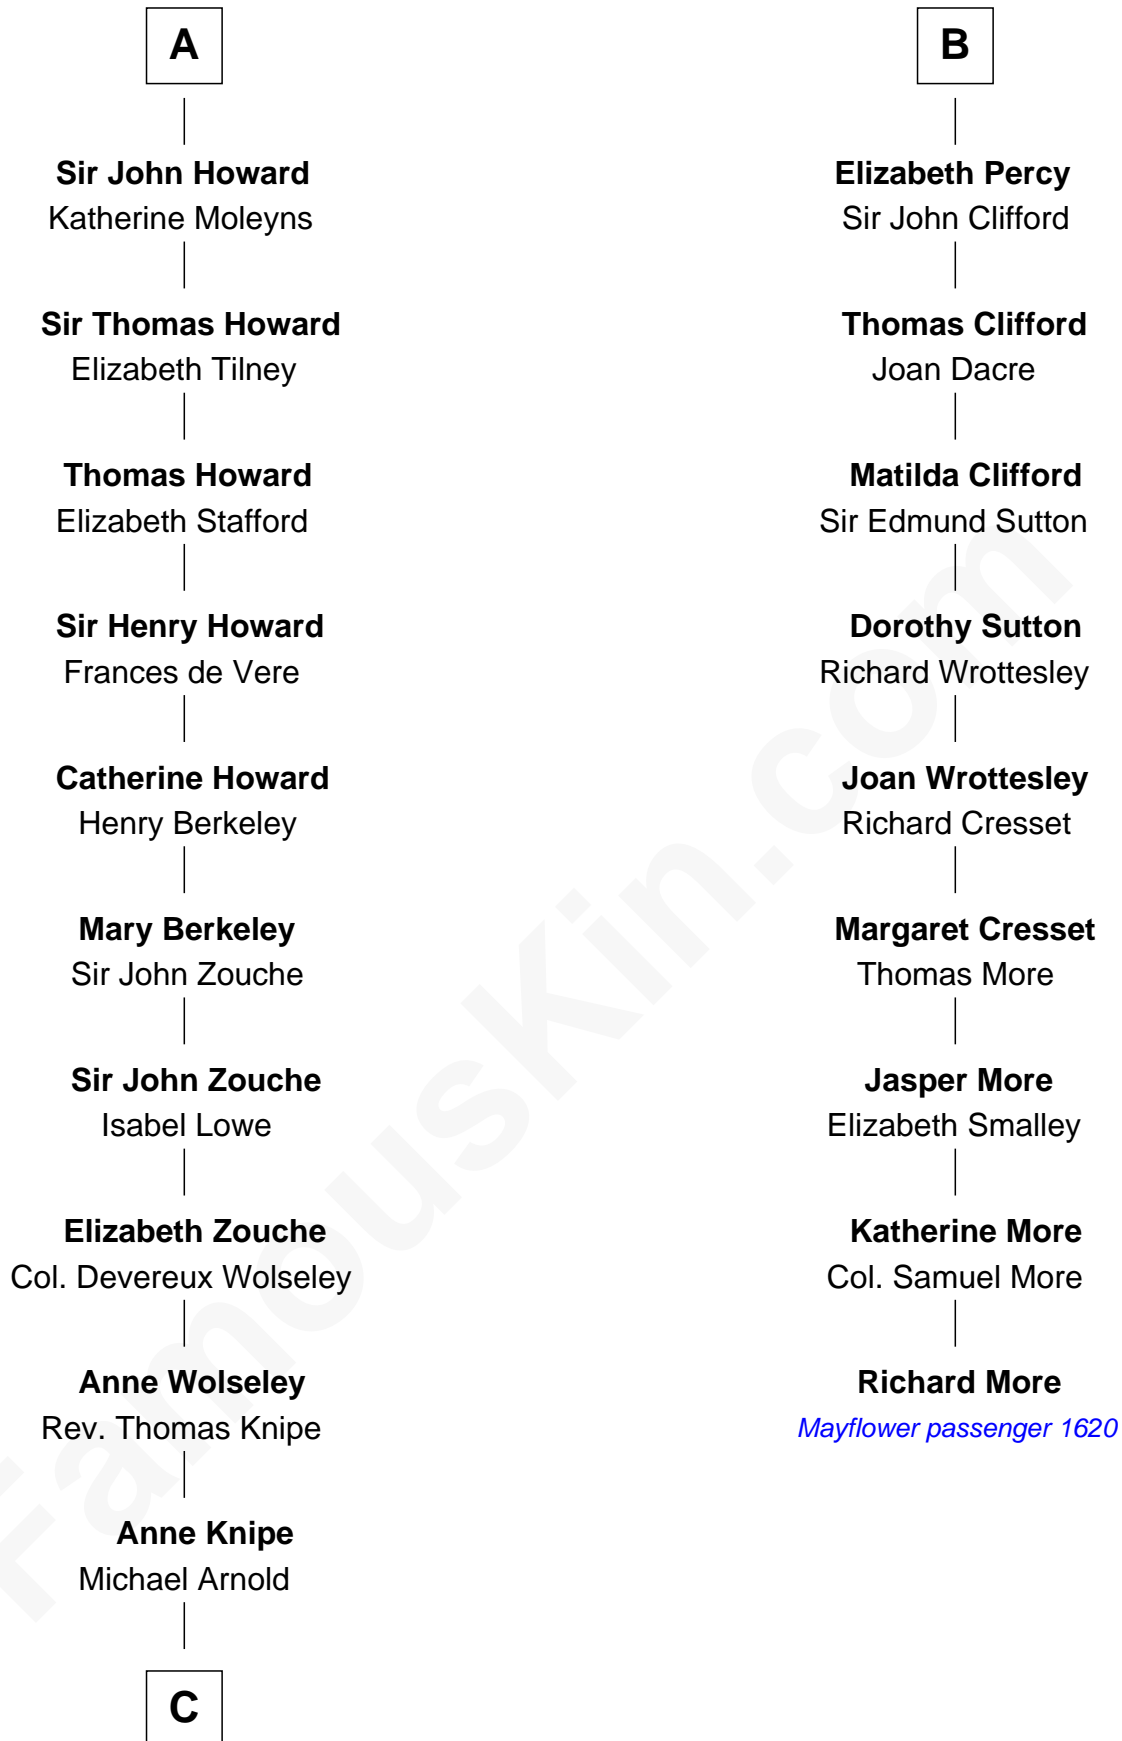 A
Sir John Howard
Katherine Moleyns
Sir Thomas Howard
Elizabeth Tilney
Thomas Howard
Elizabeth Stafford
Sir Henry Howard
Frances de Vere
Catherine Howard
Henry Berkeley
Mary Berkeley
Sir John Zouche
Sir John Zouche
Isabel Lowe
Elizabeth Zouche
Col. Devereux Wolseley
Anne Wolseley
Rev. Thomas Knipe
Anne Knipe
Michael Arnold
C
B
Elizabeth Percy
Sir John Clifford
Thomas Clifford
Joan Dacre
Matilda Clifford
Sir Edmund Sutton
Dorothy Sutton
Richard Wrottesley
Joan Wrottesley
Richard Cresset
Margaret Cresset
Thomas More
Jasper More
Elizabeth Smalley
Katherine More
Col. Samuel More
Richard More
Mayflower passenger 1620
FamousKin.com